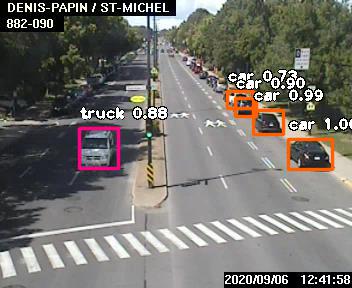 DENIS-PAPIN / ST-MICHEL
882-090
car 0.73
car 0.90
car 0.99
truck 0.88
car 1.00
2020/09/06 12:41:58